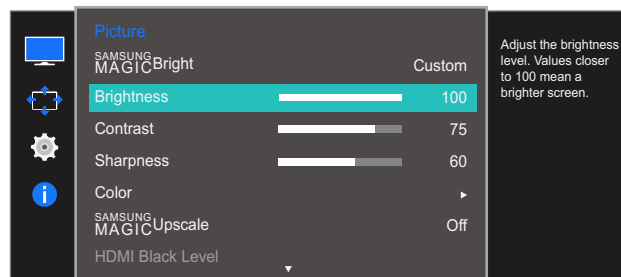 Picture
SAMSUNG
MAGICBright Custom
Brightness 100
Contrast 75
Sharpness 60
Color
SAMSUNG
MAGICUpscale Off
HDMI Black Level
Adjust the brightness
level. Values closer
to 100 mean a
brighter screen.